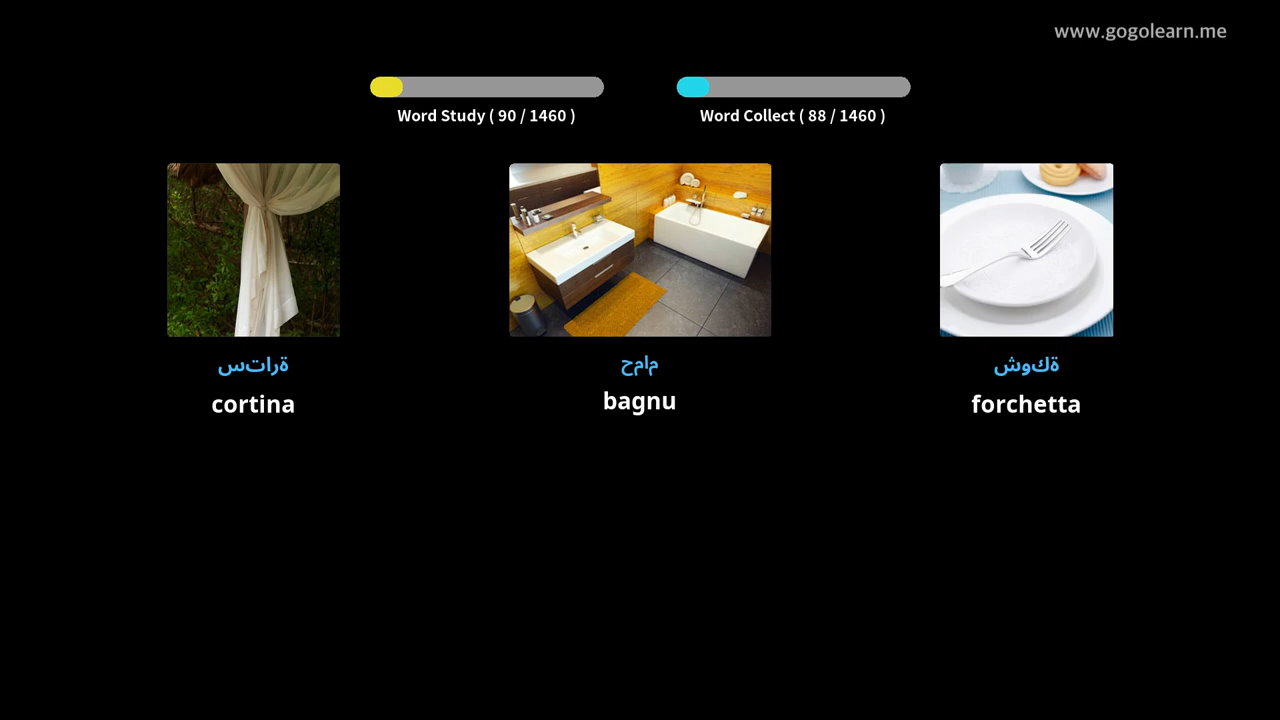 www.gogolearn.me
Word Study ( 90 / 1460 )
Word Collect ( 88 / 1460 )
ةراتس
cortina
مامح
bagnu
ةكوش
forchetta